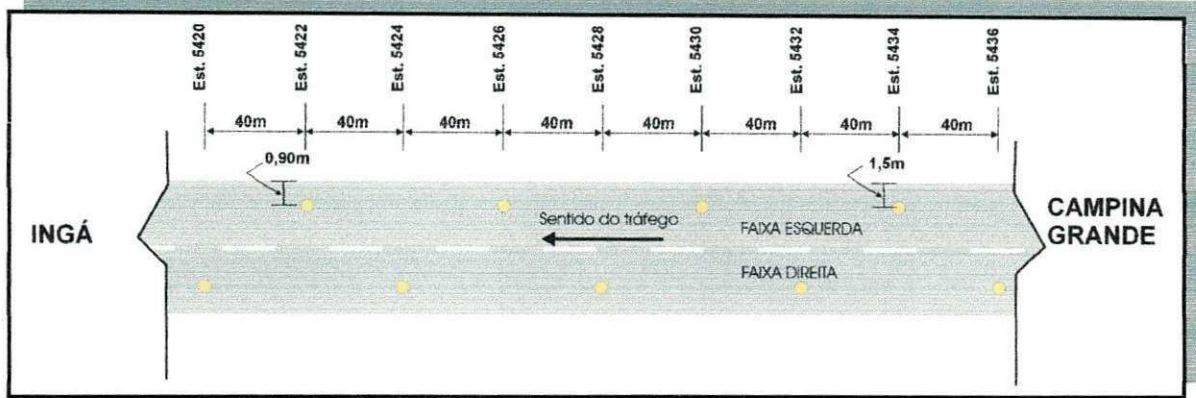 Est. 5420
Est. 5422
Est. 5424
Est. 5426
Est. 5428
Est. 5430
Est. 5432
Est. 5434
Est. 5436
40m
40m
40m
40m
40m
40m
40m
40m
0,90m
1,5m
INGÁ
Sentido do tráfego
FAIXA ESQUERDA
FAIXA DIREITA
CAMPINA
GRANDE